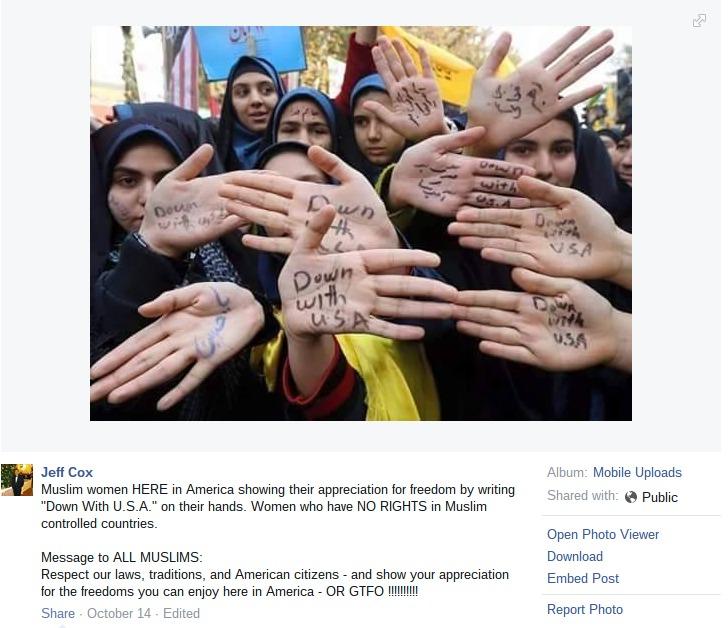 آبان
Down
with U.S.A
Down
with
U.S.A
Down
with
U.S.A
Down
with
U.S.A
Down
with
U.S.A
Down
with
U.S.A
یا حسین
Jeff Cox
Muslim women HERE in America showing their appreciation for freedom by writing
"Down With U.S.A." on their hands. Women who have NO RIGHTS in Muslim
controlled countries.
Message to ALL MUSLIMS:
Respect our laws, traditions, and American citizens - and show your appreciation
for the freedoms you can enjoy here in America - OR GTFO !!!!!!!!!!
Share · October 14 · Edited
Album: Mobile Uploads
Shared with: Public
Open Photo Viewer
Download
Embed Post
Report Photo